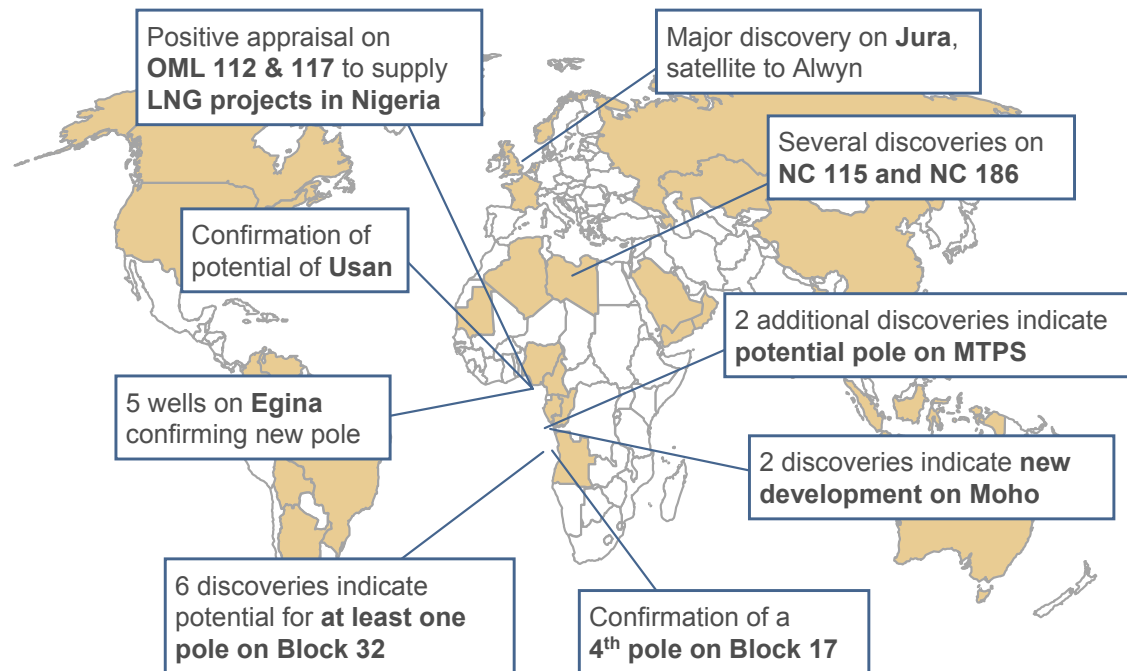 Positive appraisal on
OML 112 & 117 to supply
LNG projects in Nigeria
Major discovery on Jura,
satellite to Alwyn
Several discoveries on
NC 115 and NC 186
Confirmation of
potential of Usan
2 additional discoveries indicate
potential pole on MTPS
5 wells on Egina
confirming new pole
2 discoveries indicate new
development on Moho
6 discoveries indicate
potential for at least one
pole on Block 32
Confirmation of a
4th pole on Block 17